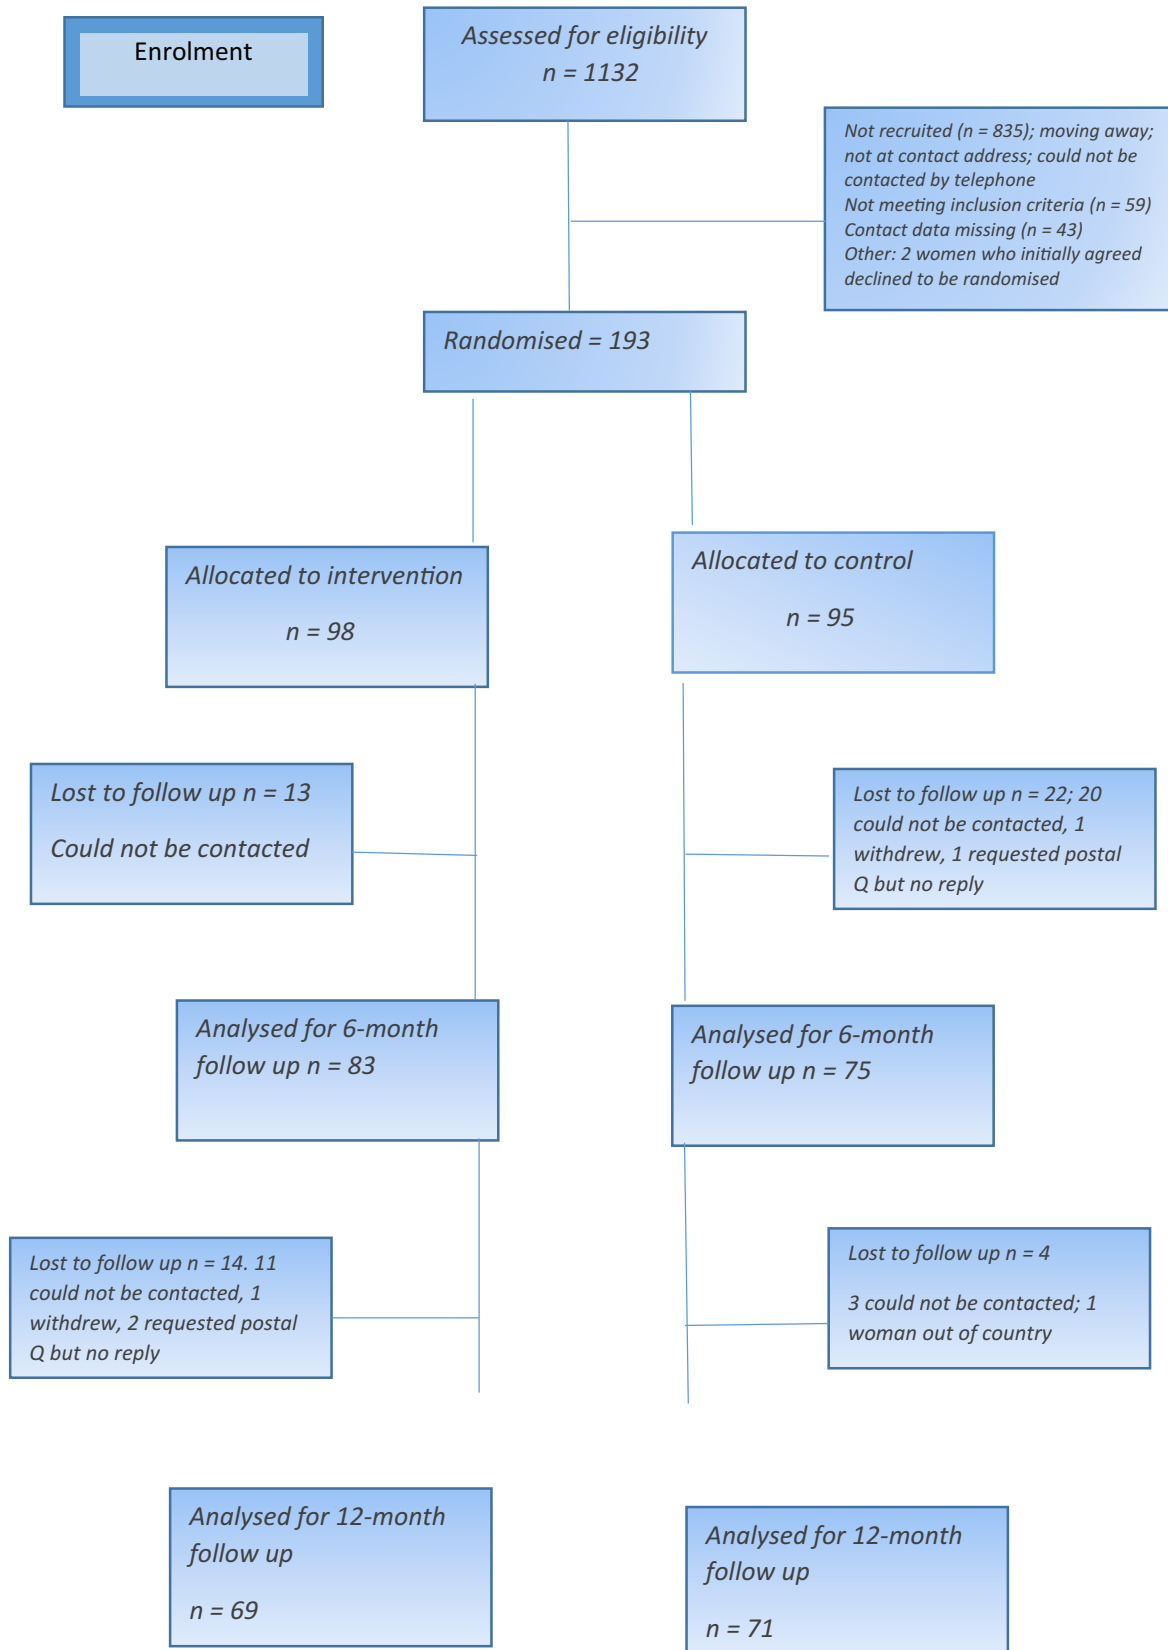 Enrolment
Assessed for eligibility
n = 1132
Not recruited (n = 835); moving away;
not at contact address; could not be
contacted by telephone
Not meeting inclusion criteria (n = 59)
Contact data missing (n = 43)
Other: 2 women who initially agreed
declined to be randomised
Randomised = 193
Allocated to intervention
n = 98
Allocated to control
n = 95
Lost to follow up n = 13
Could not be contacted
Lost to follow up n = 22; 20
could not be contacted, 1
withdrew, 1 requested postal
Q but no reply
Analysed for 6-month
follow up n = 83
Analysed for 6-month
follow up n = 75
Lost to follow up n = 14. 11
could not be contacted, 1
withdrew, 2 requested postal
Q but no reply
Lost to follow up n = 4
3 could not be contacted; 1
woman out of country
Analysed for 12-month
follow up
n = 69
Analysed for 12-month
follow up
n = 71